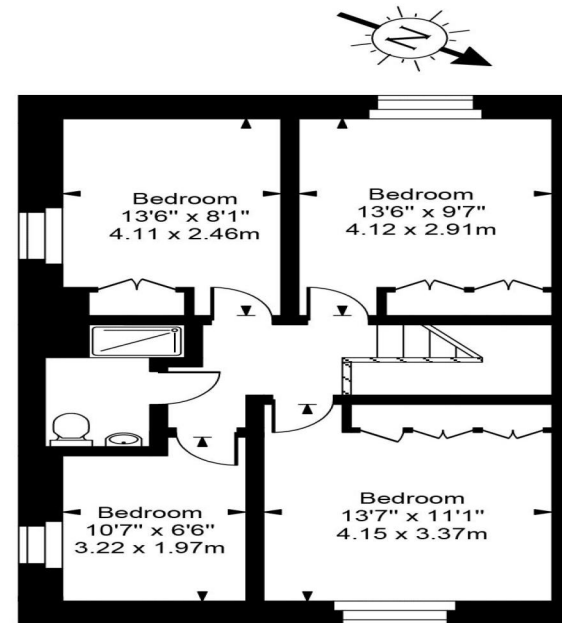 N
Bedroom
13'6" x 8'1"
4.11 x 2.46m
Bedroom
13'6" x 9'7"
4.12 x 2.91m
Bedroom
10'7" x 6'6"
3.22 x 1.97m
Bedroom
13'7" x 11'1"
4.15 x 3.37m